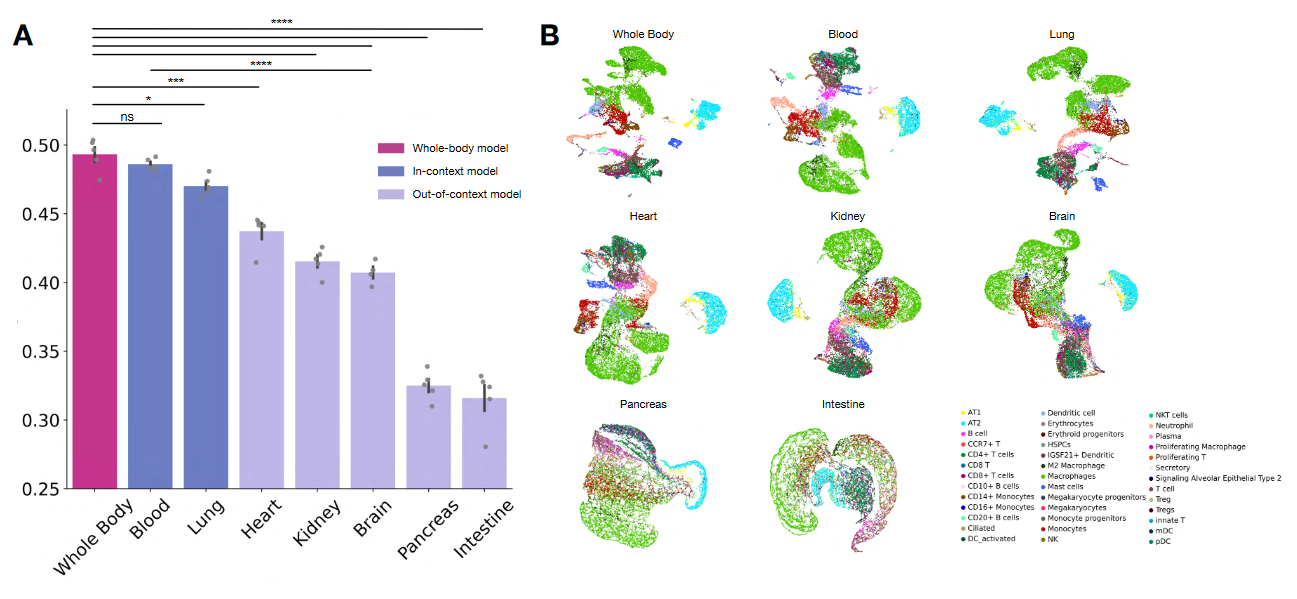 A
B
****
****
***
*
ns
0.50
0.45
0.40
0.35
0.30
0.25
Whole Body
Blood
Lung
Heart
Kidney
Brain
Pancreas
Intestine
Whole-body model
In-context model
Out-of-context model
Whole Body
Blood
Lung
Heart
Kidney
Brain
Pancreas
Intestine
AT1
AT2
B cell
CCR7+ T
CD4+ T cells
CD8 T
CD8+ T cells
CD10+ B cells
CD14+ Monocytes
CD16+ Monocytes
CD20+ B cells
Ciliated
DC_activated
Dendritic cell
Erythrocytes
Erythroid progenitors
HSPCs
IGSF21+ Dendritic
M2 Macrophage
Macrophages
Mast cells
Megakaryocyte progenitors
Megakaryocytes
Monocyte progenitors
Monocytes
NK
NKT cells
Neutrophil
Plasma
Proliferating Macrophage
Proliferating T
Secretory
Signaling Alveolar Epithelial Type 2
T cell
Treg
Tregs
innate T
mDC
pDC